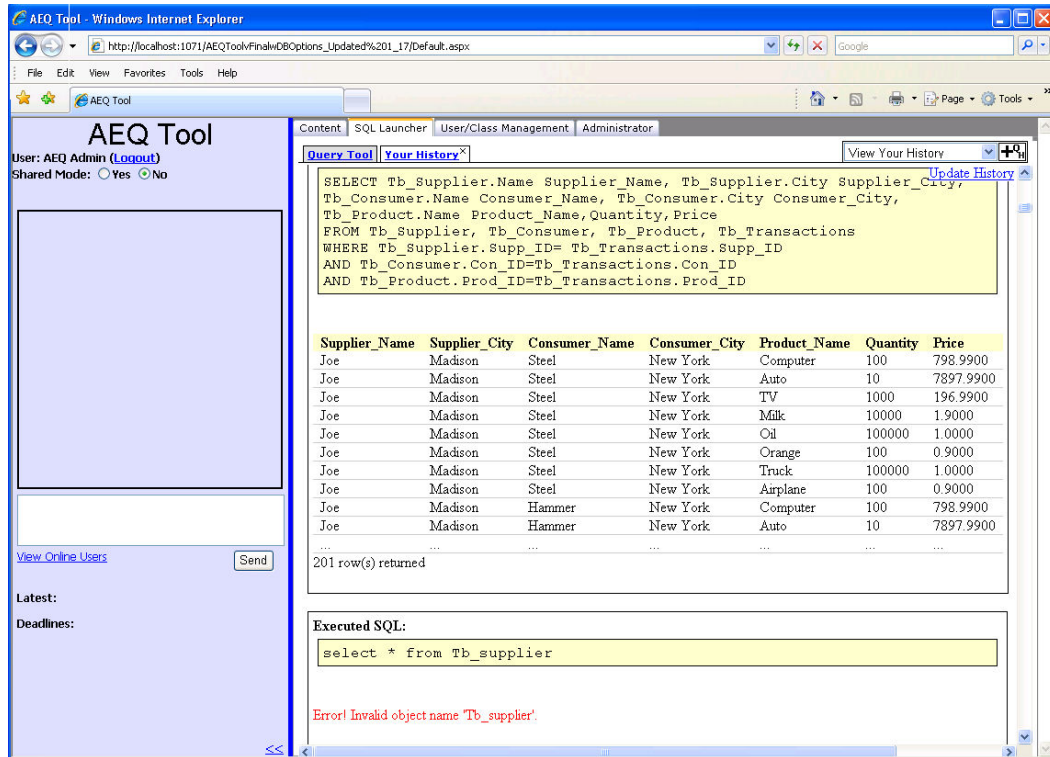 AEQ Tool - Windows Internet Explorer
http://localhost:1071/AEQToolvFinalwDBOptions_Updated%201_17/Default.aspx
Google
File Edit View Favorites Tools Help
AEQ Tool
Page Tools »
AEQ Tool
User: AEQ Admin (Logout)
Shared Mode: Yes No
Content SQL Launcher User/Class Management Administrator
Query Tool Your History X View Your History
Update History
SELECT Tb_Supplier.Name Supplier_Name, Tb_Supplier.City Supplier_City,
Tb_Consumer.Name Consumer_Name, Tb_Consumer.City Consumer_City,
Tb_Product.Name Product_Name,Quantity,Price
FROM Tb_Supplier, Tb_Consumer, Tb_Product, Tb_Transactions
WHERE Tb_Supplier.Supp_ID= Tb_Transactions.Supp_ID
AND Tb_Consumer.Con_ID=Tb_Transactions.Con_ID
AND Tb_Product.Prod_ID=Tb_Transactions.Prod_ID
Supplier_Name Supplier_City Consumer_Name Consumer_City Product_Name Quantity Price
Joe Madison Steel New York Computer 100 798.9900
Joe Madison Steel New York Auto 10 7897.9900
Joe Madison Steel New York TV 1000 196.9900
Joe Madison Steel New York Milk 10000 1.9000
Joe Madison Steel New York Oil 100000 1.0000
Joe Madison Steel New York Orange 100 0.9000
Joe Madison Steel New York Truck 100000 1.0000
Joe Madison Steel New York Airplane 100 0.9000
Joe Madison Hammer New York Computer 100 798.9900
Joe Madison Hammer New York Auto 10 7897.9900
... ... ... ... ... ... ...
201 row(s) returned
View Online Users Send
Latest:
Deadlines:
<<
Executed SQL:
select * from Tb_supplier
Error! Invalid object name 'Tb_supplier'.